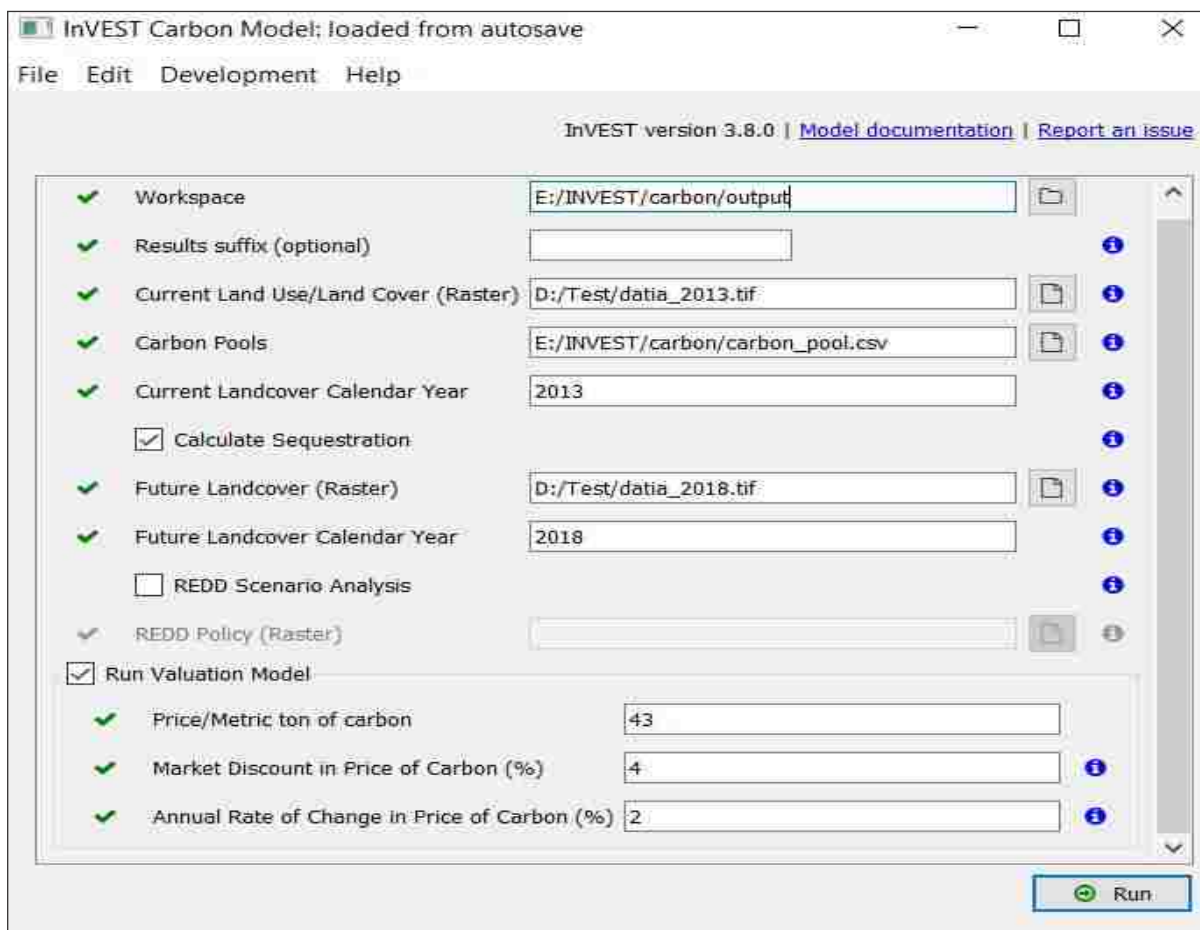 InVEST Carbon Model: loaded from autosave
File Edit Development Help
InVEST version 3.8.0 | Model documentation | Report an issue
Workspace E:/INVEST/carbon/output
Results suffix (optional)
Current Land Use/Land Cover (Raster) D:/Test/datia_2013.tif
Carbon Pools E:/INVEST/carbon/carbon_pool.csv
Current Landcover Calendar Year 2013
Calculate Sequestration
Future Landcover (Raster) D:/Test/datia_2018.tif
Future Landcover Calendar Year 2018
REDD Scenario Analysis
REDD Policy (Raster)
Run Valuation Model
Price/Metric ton of carbon 43
Market Discount in Price of Carbon (%) 4
Annual Rate of Change in Price of Carbon (%) 2
Run